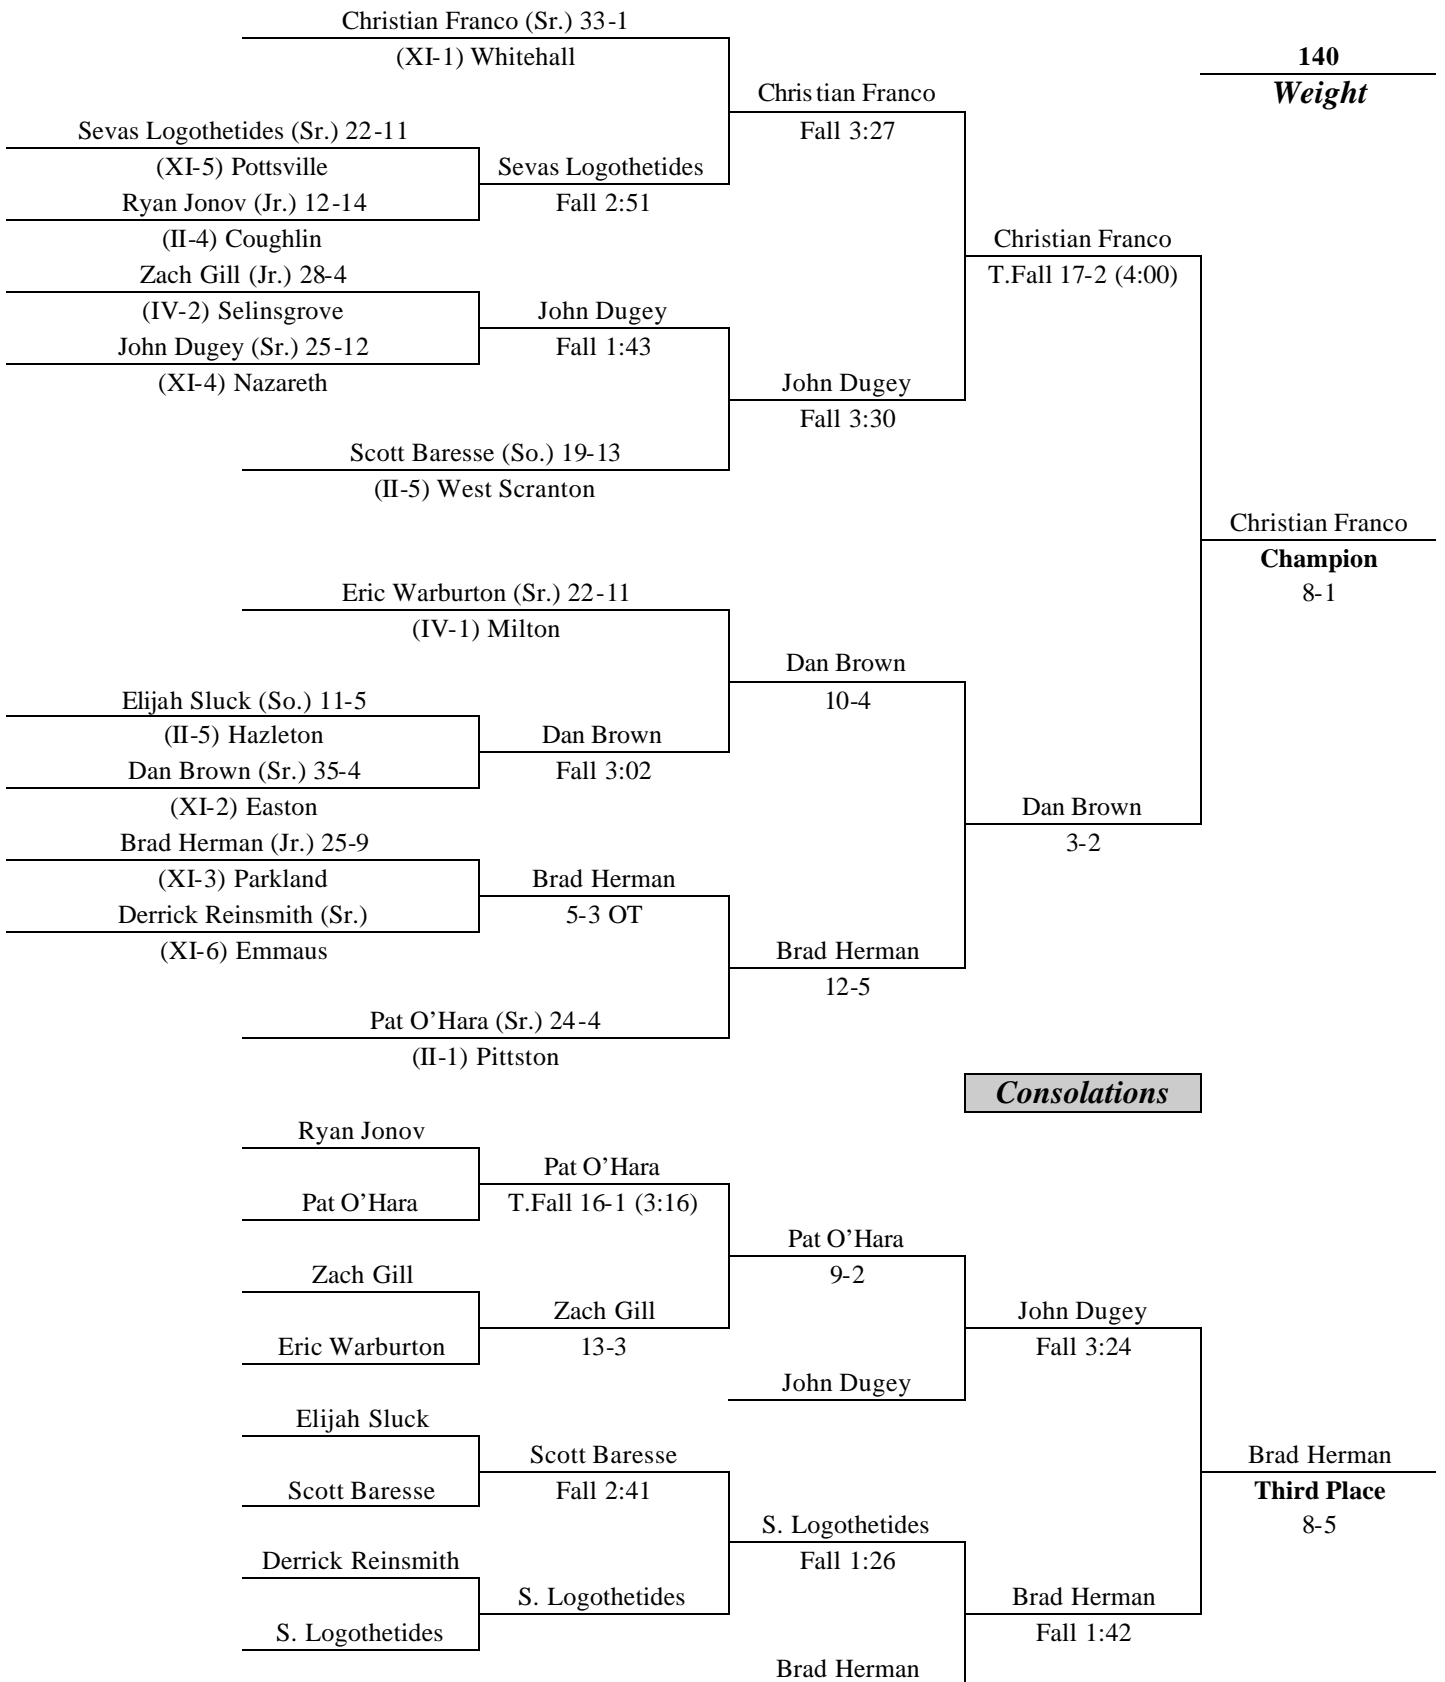 Christian Franco (Sr.) 33-1
(XI-1) Whitehall
140
Weight
Christian Franco
Fall 3:27
Sevas Logothetides (Sr.) 22-11
(XI-5) Pottsville
Sevas Logothetides
Fall 2:51
Ryan Jonov (Jr.) 12-14
(II-4) Coughlin
Christian Franco
T.Fall 17-2 (4:00)
Zach Gill (Jr.) 28-4
(IV-2) Selinsgrove
John Dugey
Fall 1:43
John Dugey (Sr.) 25-12
(XI-4) Nazareth
John Dugey
Fall 3:30
Scott Baresse (So.) 19-13
(II-5) West Scranton
Christian Franco
Champion
8-1
Eric Warburton (Sr.) 22-11
(IV-1) Milton
Dan Brown
10-4
Elijah Sluck (So.) 11-5
(II-5) Hazleton
Dan Brown
Fall 3:02
Dan Brown (Sr.) 35-4
(XI-2) Easton
Dan Brown
3-2
Brad Herman (Jr.) 25-9
(XI-3) Parkland
Brad Herman
5-3 OT
Derrick Reinsmith (Sr.)
(XI-6) Emmaus
Brad Herman
12-5
Pat O’Hara (Sr.) 24-4
(II-1) Pittston
Consolations
Ryan Jonov
Pat O’Hara
T.Fall 16-1 (3:16)
Pat O’Hara
Pat O’Hara
9-2
Zach Gill
Zach Gill
13-3
Eric Warburton
John Dugey
Fall 3:24
John Dugey
Elijah Sluck
Scott Baresse
Fall 2:41
Scott Baresse
Brad Herman
Third Place
8-5
S. Logothetides
Fall 1:26
Derrick Reinsmith
S. Logothetides
S. Logothetides
Brad Herman
Fall 1:42
Brad Herman